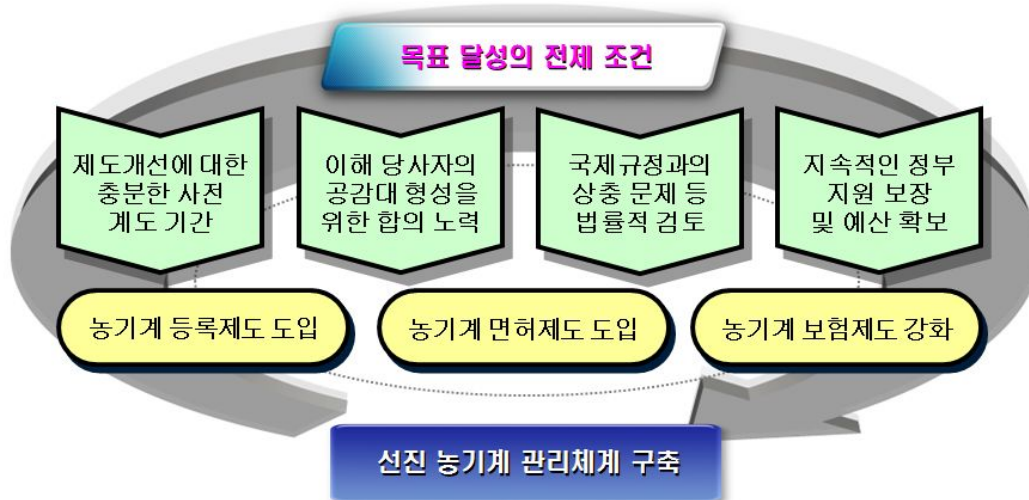 목표 달성의 전제 조건
제도개선에 대한
충분한 사전
계도 기간
이해 당사자의
공감대 형성을
위한 합의 노력
국제규정과의
상충 문제 등
법률적 검토
지속적인 정부
지원 보장
및 예산 확보
농기계 등록제도 도입
농기계 면허제도 도입
농기계 보험제도 강화
선진 농기계 관리체계 구축